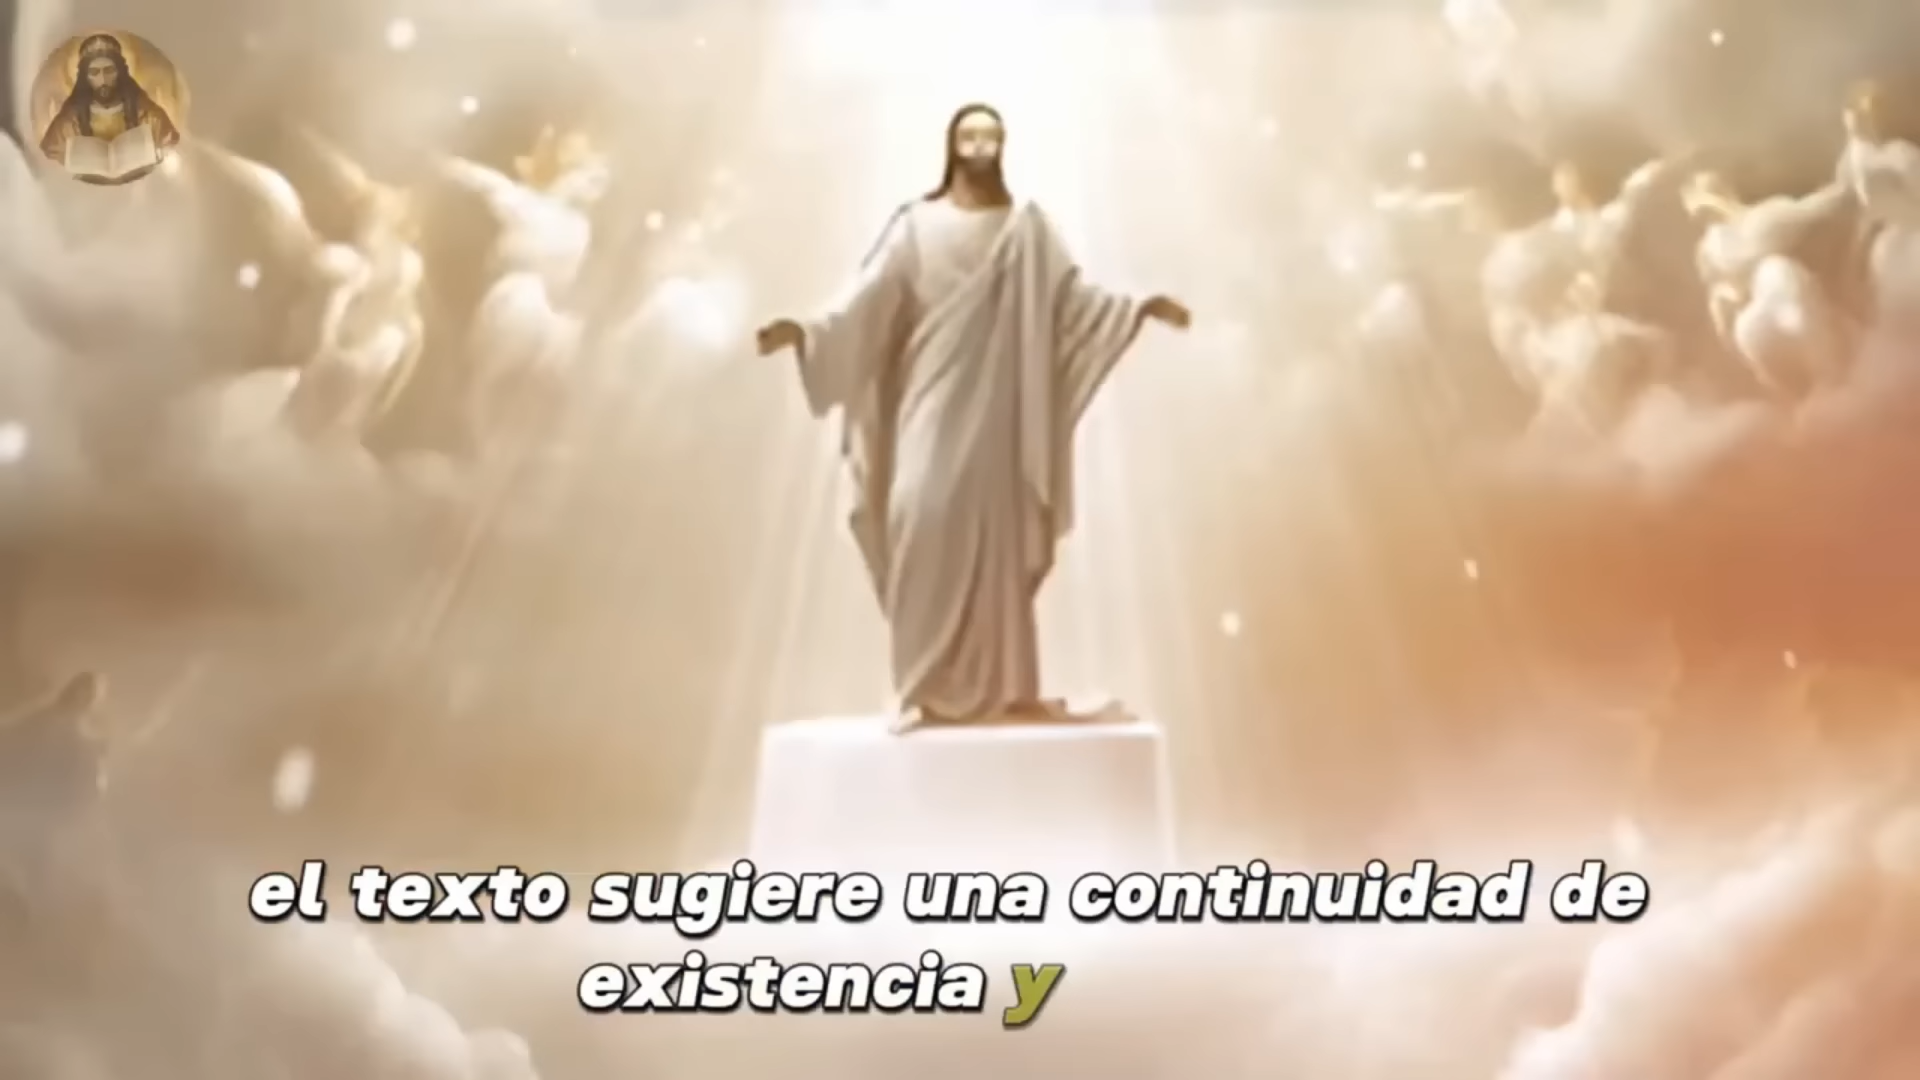 el texto sugiere una continuidad de
existencia y